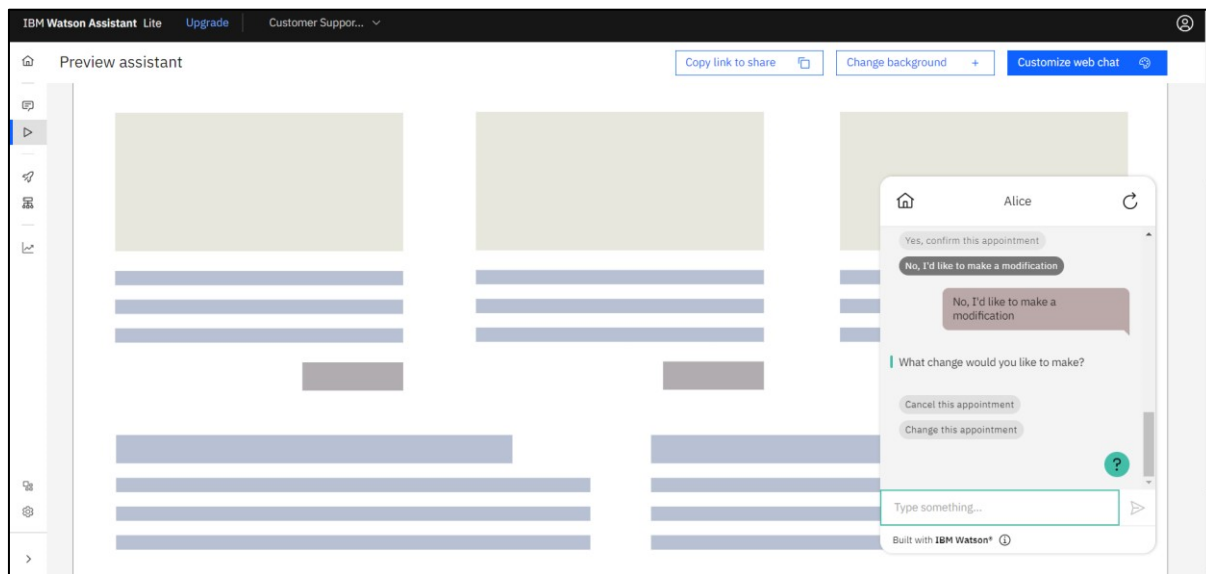 IBM Watson Assistant Lite Upgrade Customer Suppor...
Preview assistant Copy link to share Change background + Customize web chat
Alice
Yes, confirm this appointment
No, I'd like to make a modification
No, I'd like to make a
modification
What change would you like to make?
Cancel this appointment
Change this appointment
?
Type something...
Built with IBM Watson®